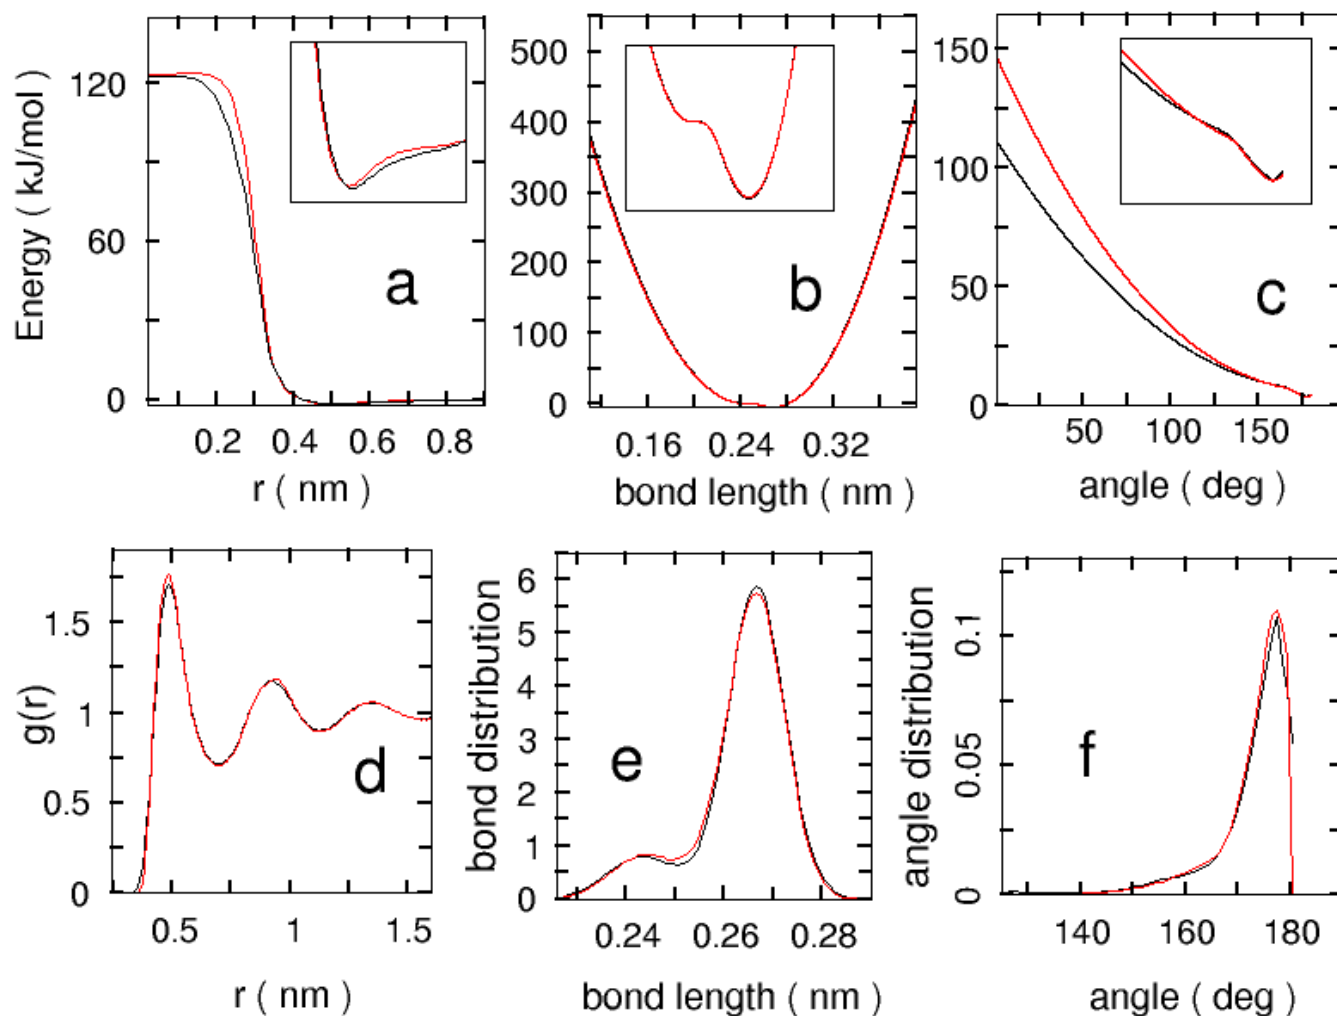 Energy ( kJ/mol )
120
60
0
0.2 0.4 0.6 0.8
r ( nm )
a
500
400
300
200
100
0
0.16 0.24 0.32
bond length ( nm )
b
150
100
50
0
50 100 150
angle ( deg )
c
g(r)
1.5
1
0.5
0
0.5 1 1.5
r ( nm )
d
bond distribution
6
5
4
3
2
1
0
0.24 0.26 0.28
bond length ( nm )
e
angle distribution
0.1
0.05
0
140 160 180
angle ( deg )
f